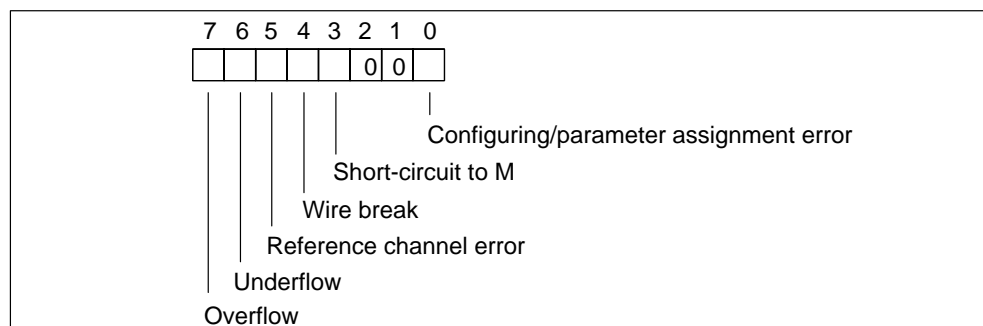 7 6 5 4 3 2 1 0
0 0
Configuring/parameter assignment error
Short-circuit to M
Wire break
Reference channel error
Underflow
Overflow